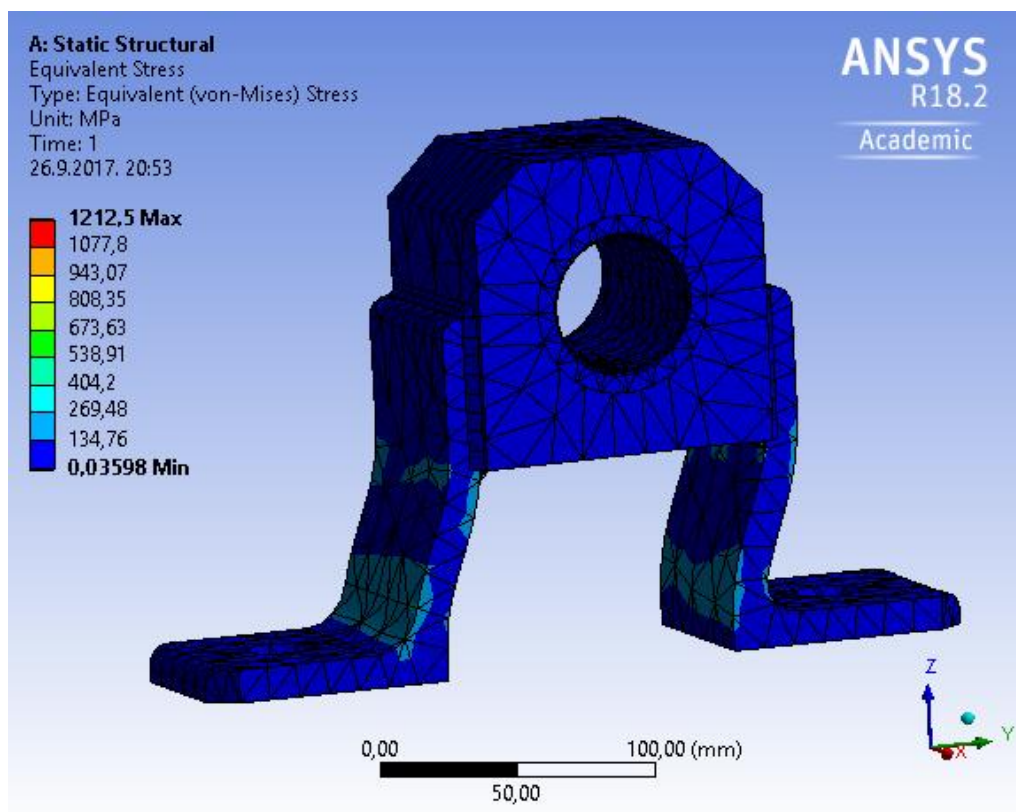 A: Static Structural
Equivalent Stress
Type: Equivalent (von-Mises) Stress
Unit: MPa
Time: 1
26.9.2017. 20:53
ANSYS
R18.2
Academic
1212,5 Max
1077,8
943,07
808,35
673,63
538,91
404,2
269,48
134,76
0,03598 Min
0,00 100,00 (mm)
50,00
Z
Y
X